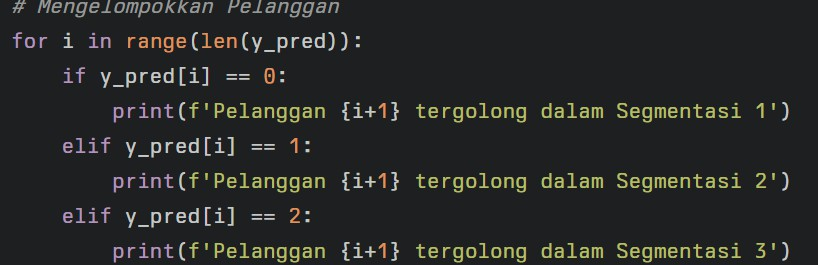 # Mengelompokkan Pelanggan
for i in range(len(y_pred)):
    if y_pred[i] == 0:
        print(f'Pelanggan {i+1} tergolong dalam Segmentasi 1')
    elif y_pred[i] == 1:
        print(f'Pelanggan {i+1} tergolong dalam Segmentasi 2')
    elif y_pred[i] == 2:
        print(f'Pelanggan {i+1} tergolong dalam Segmentasi 3')